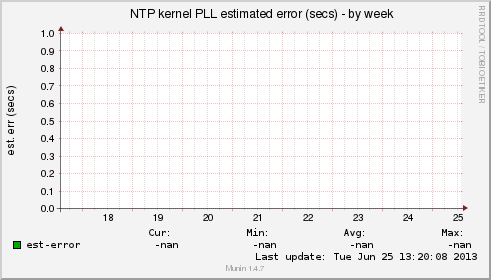 NTP kernel PLL estimated error (secs) - by week
RRDTOOL / TOBI OETIKER
est. err (secs)
1.0
0.9
0.8
0.7
0.6
0.5
0.4
0.3
0.2
0.1
0.0
18 19 20 21 22 23 24 25
Cur: Min: Avg: Max:
est-error -nan -nan -nan -nan
Last update: Tue Jun 25 13:20:08 2013
Munin 1.4.7